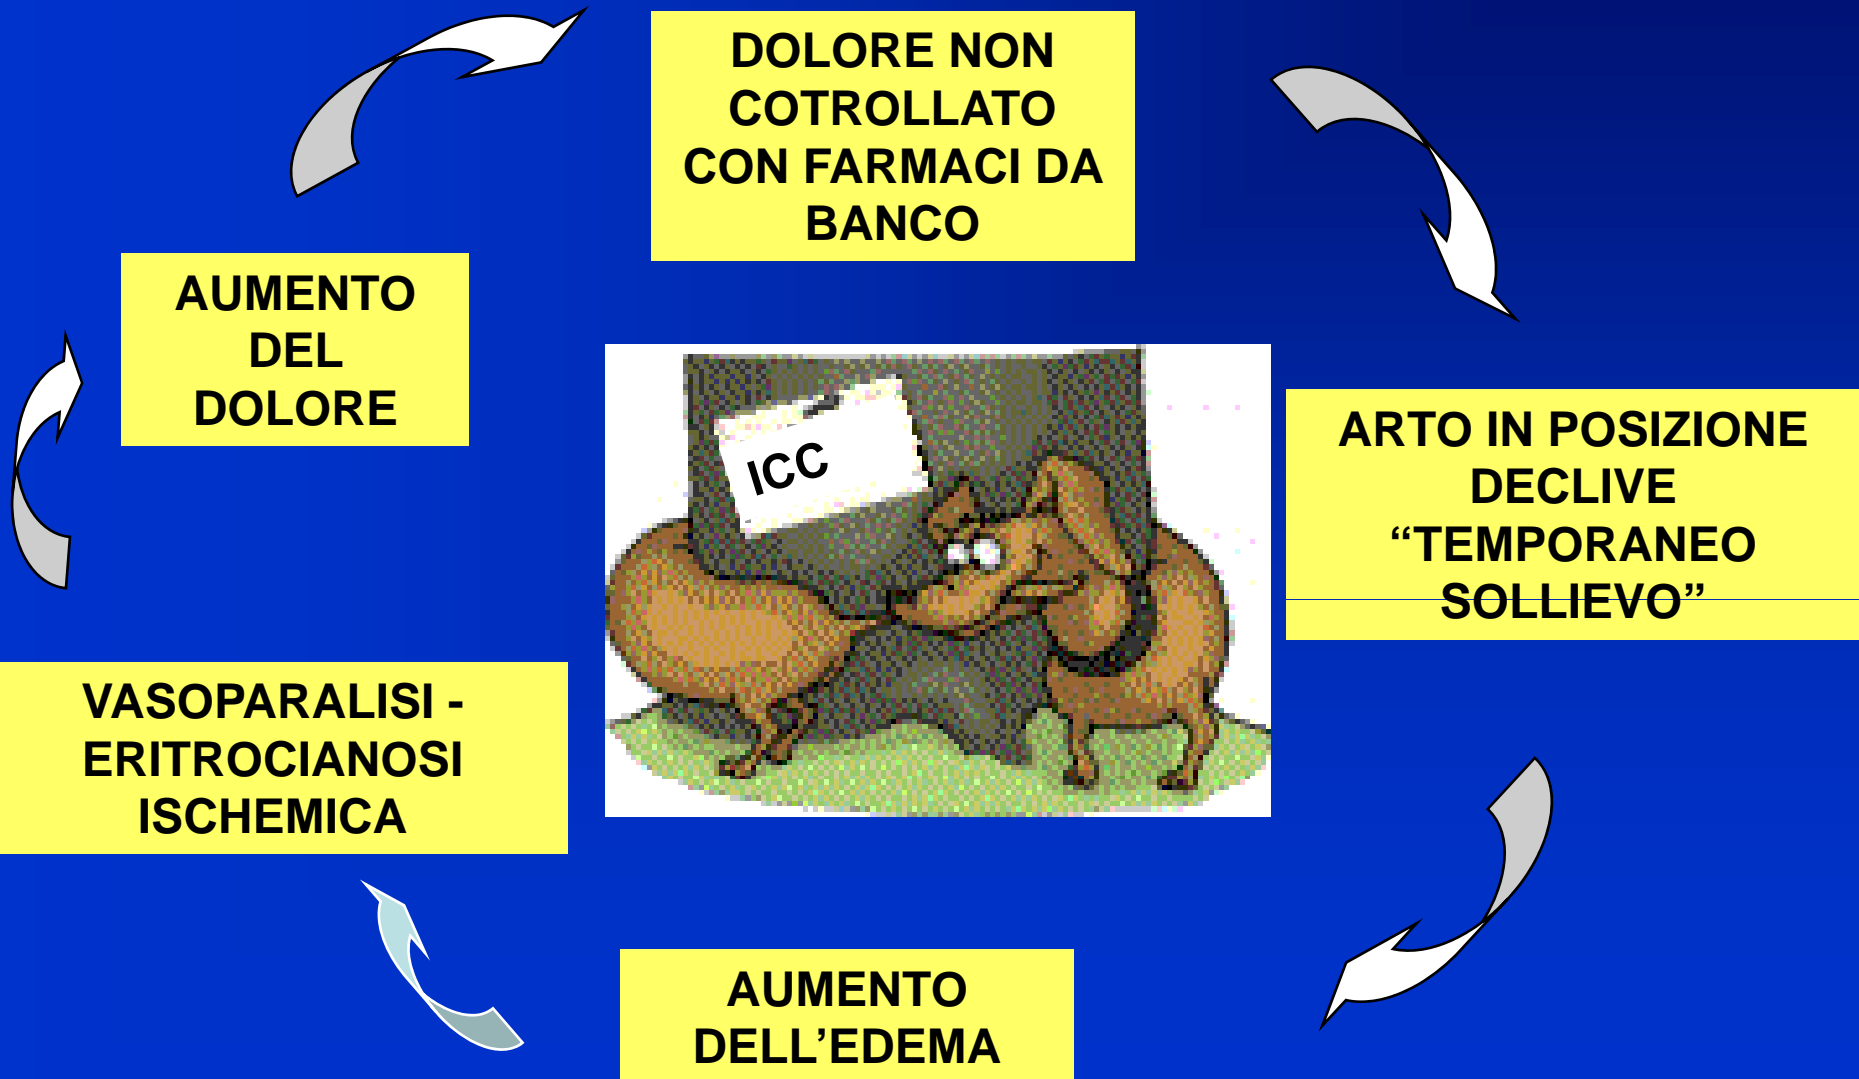 DOLORE NON
COTROLLATO
CON FARMACI DA
BANCO
ARTO IN POSIZIONE
DECLIVE
“TEMPORANEO
SOLLIEVO”
AUMENTO
DELL’EDEMA
VASOPARALISI -
ERITROCIANOSI
ISCHEMICA
AUMENTO
DEL
DOLORE
ICC